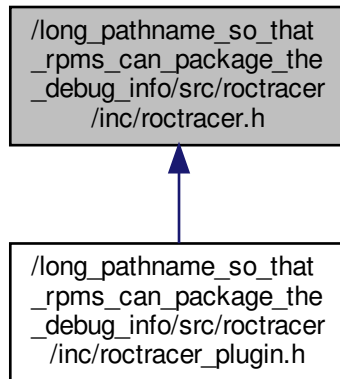 /long_pathname_so_that
_rpms_can_package_the
_debug_info/src/roctracer
/inc/roctracer.h
/long_pathname_so_that
_rpms_can_package_the
_debug_info/src/roctracer
/inc/roctracer_plugin.h